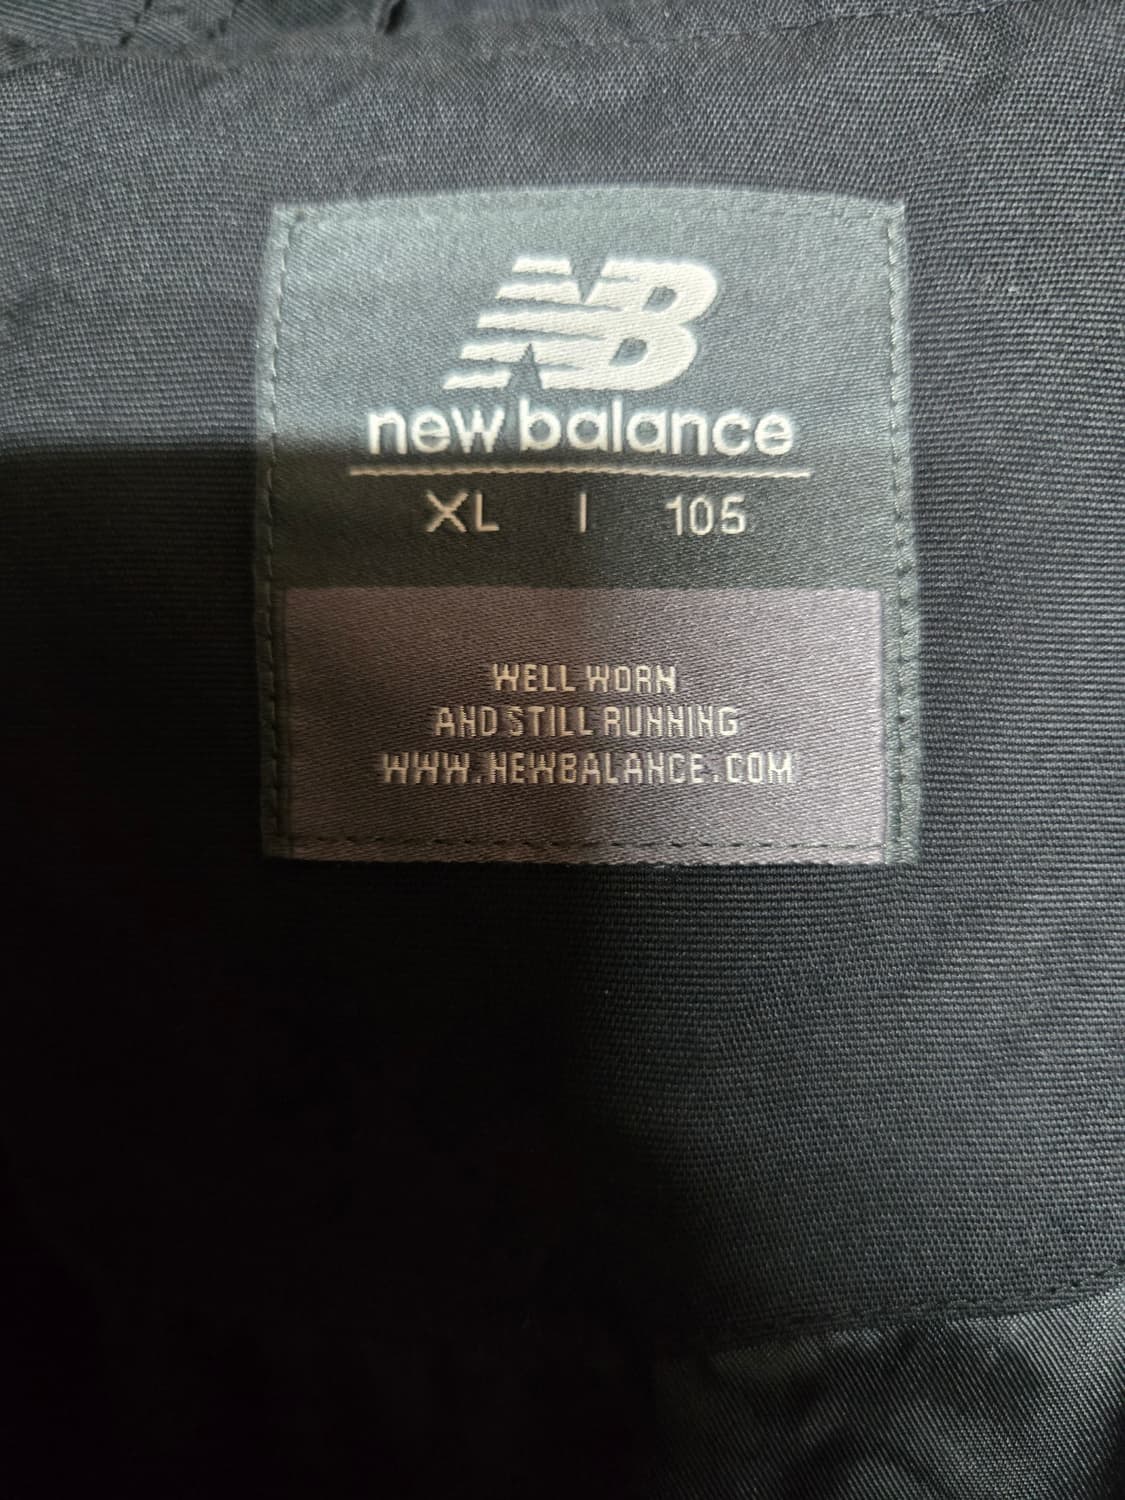 NB
new balance
XL | 105
WELL WORN
AND STILL RUNNING
WWW.NEWBALANCE.COM